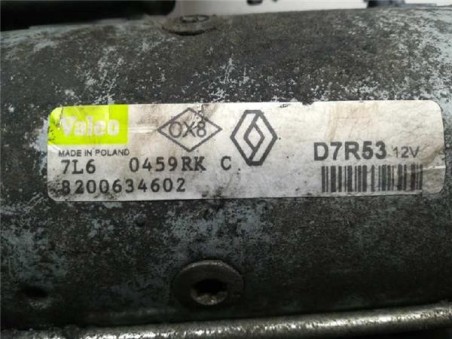 Valeo OX8 D7R53 12V
MADE IN POLAND
7L6 0459RK C
8200634602